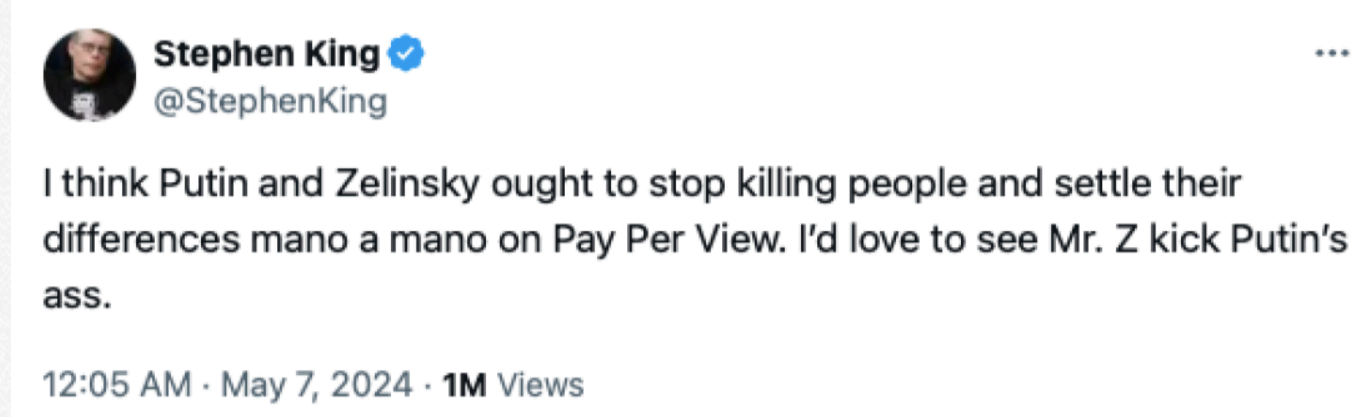 Stephen King
@StephenKing
I think Putin and Zelinsky ought to stop killing people and settle their
differences mano a mano on Pay Per View. I’d love to see Mr. Z kick Putin’s
ass.
12:05 AM · May 7, 2024 · 1M Views